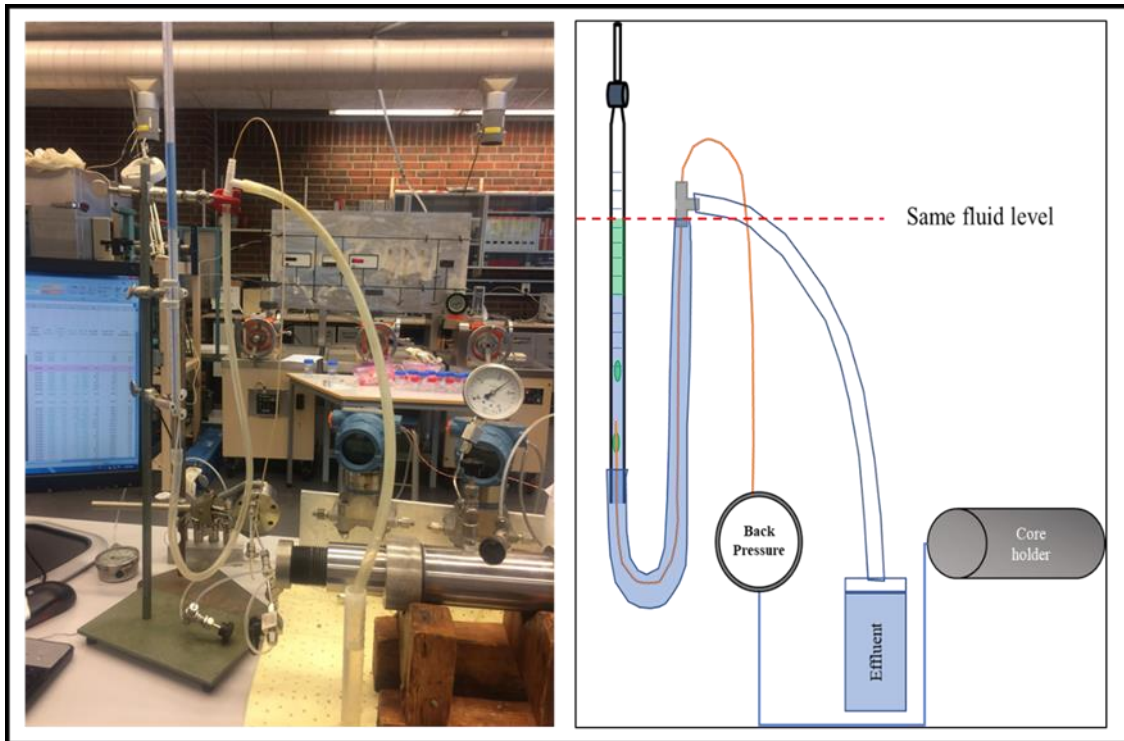 Same fluid level
Back
Pressure
Core
holder
Effluent